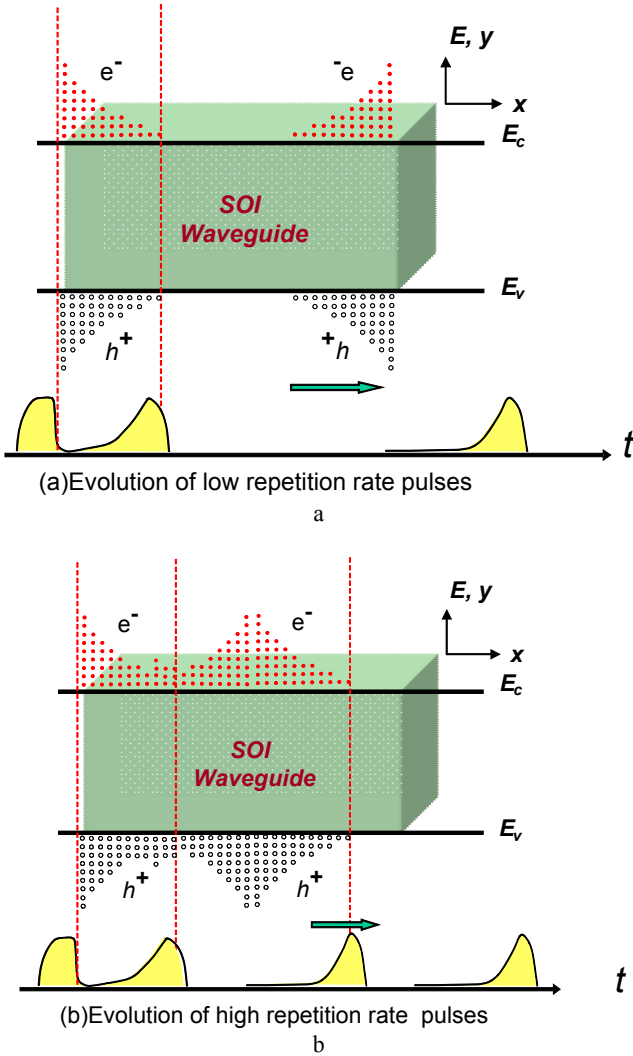 E, y
e-
-e
x
Ec
SOI
Waveguide
Ev
h+
+h
t
(a)Evolution of low repetition rate pulses
a
E, y
e-
e-
x
Ec
SOI
Waveguide
Ev
h+
h+
t
(b)Evolution of high repetition rate pulses
b